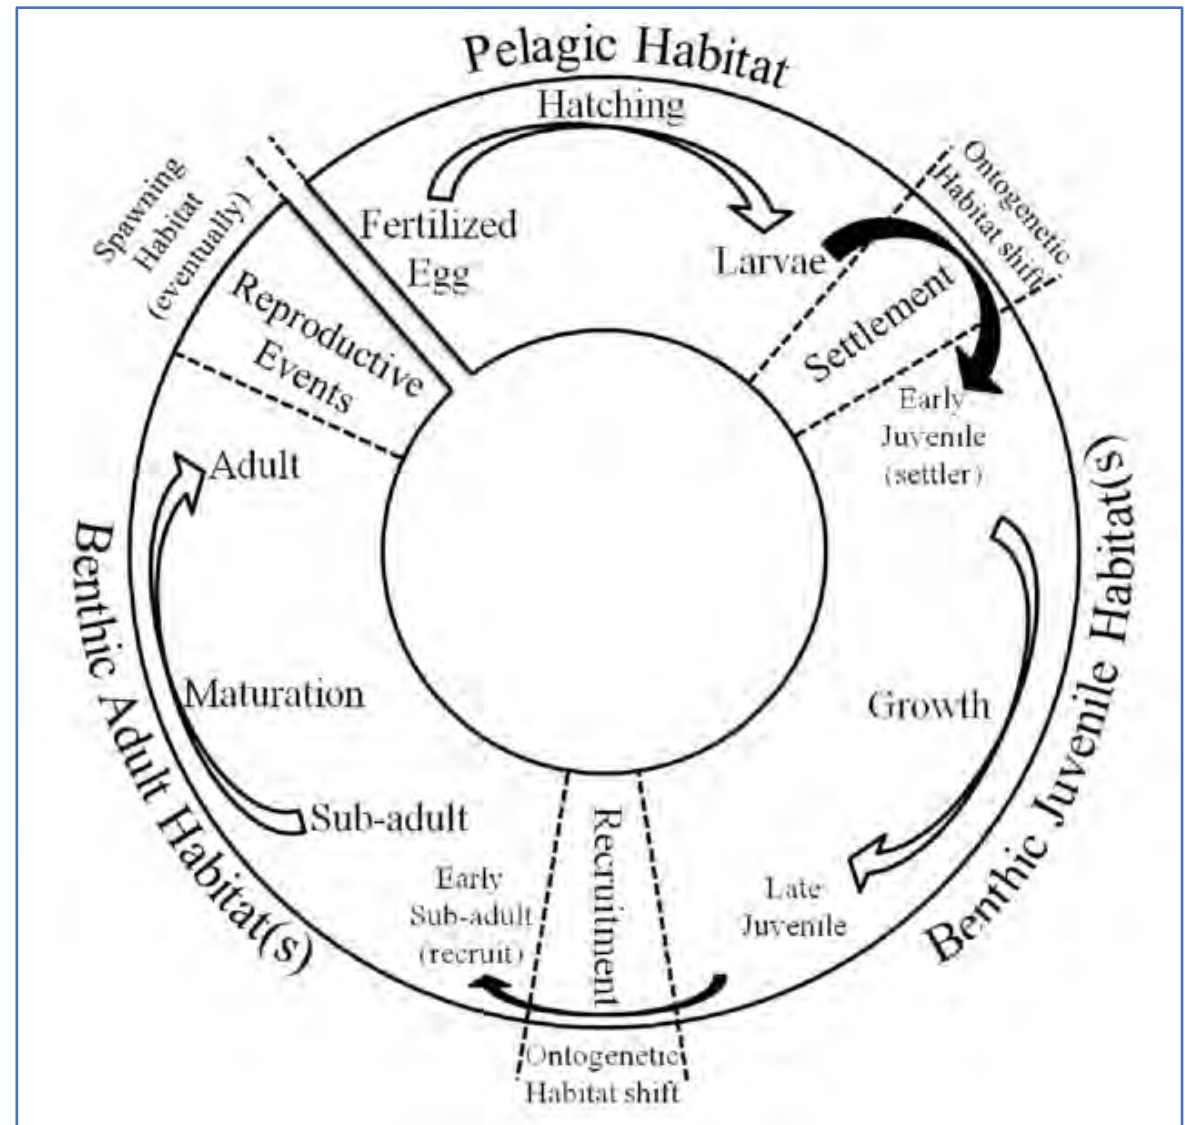 Pelagic Habitat
Hatching
Fertilized
Egg
Larvae
Ontogenetic
Habitat shift
Settlement
Early
Juvenile
(settler)
Growth
Benthic Juvenile Habitat(s)
Late
Juvenile
Recruitment
Ontogenetic
Habitat shift
Early
Sub-adult
(recruit)
Sub-adult
Maturation
Adult
Benthic Adult Habitat(s)
Reproductive
Events
Spawning
Habitat
(eventually)